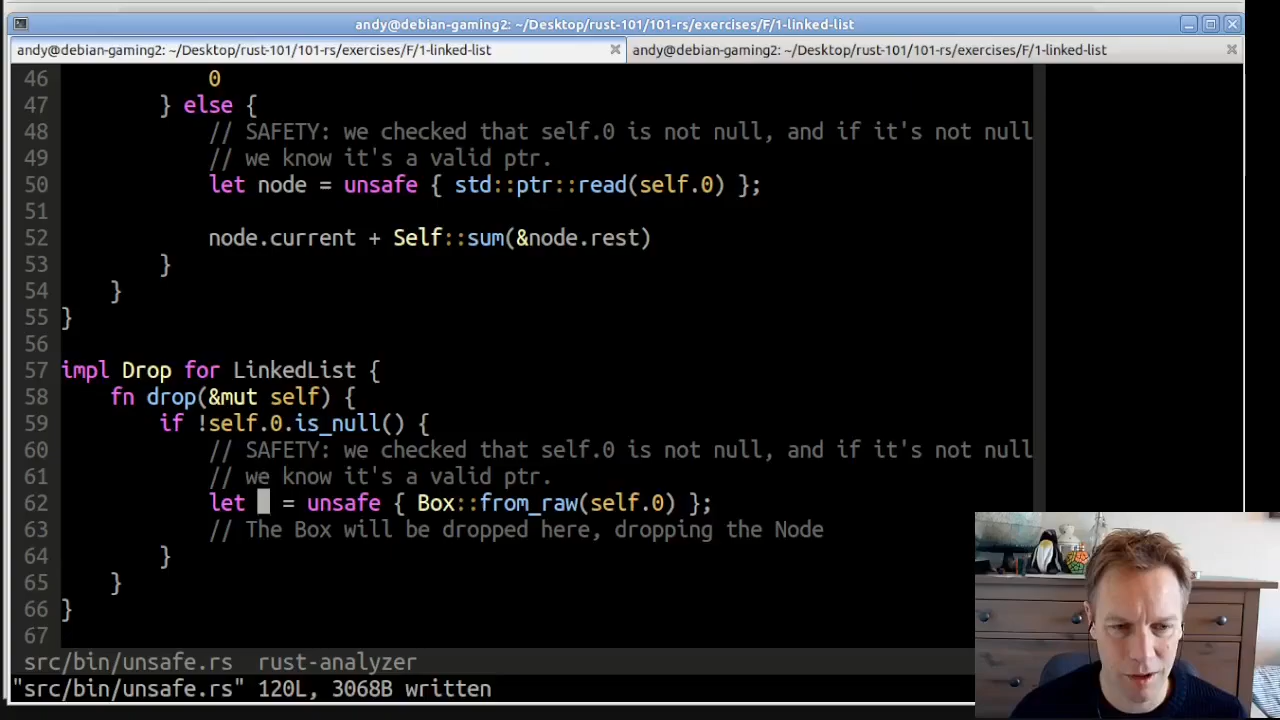 andy@debian-gaming2: ~/Desktop/rust-101/101-rs/exercises/F/1-linked-list
andy@debian-gaming2: ~/Desktop/rust-101/101-rs/exercises/F/1-linked-list
andy@debian-gaming2: ~/Desktop/rust-101/101-rs/exercises/F/1-linked-list
46 0
47 } else {
48 // SAFETY: we checked that self.0 is not null, and if it's not null
49 // we know it's a valid ptr.
50 let node = unsafe { std::ptr::read(self.0) };
51
52 node.current + Self::sum(&node.rest)
53 }
54 }
55 }
56
57 impl Drop for LinkedList {
58 fn drop(&mut self) {
59 if !self.0.is_null() {
60 // SAFETY: we checked that self.0 is not null, and if it's not null
61 // we know it's a valid ptr.
62 let = unsafe { Box::from_raw(self.0) };
63 // The Box will be dropped here, dropping the Node
64 }
65 }
66 }
67
src/bin/unsafe.rs rust-analyzer
"src/bin/unsafe.rs" 120L, 3068B written